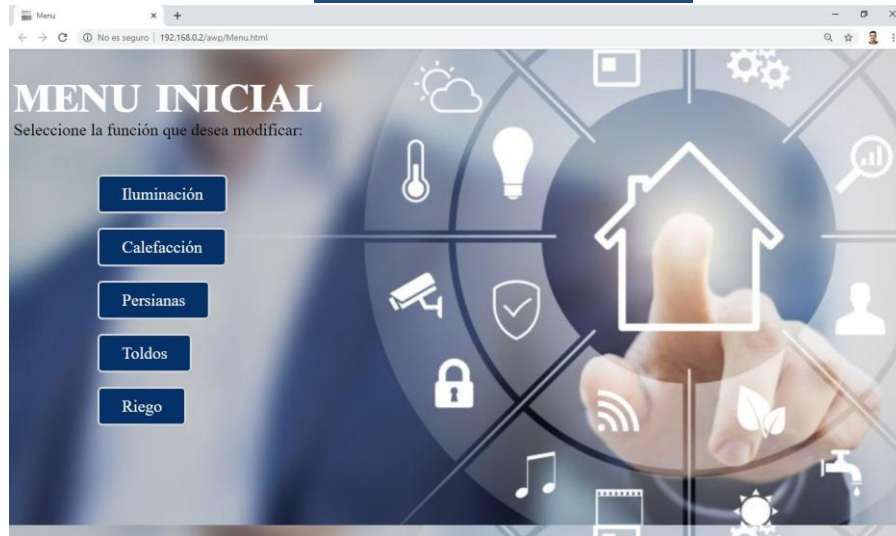 Menu
No es seguro | 192.168.0.2/awp/Menu.html
MENU INICIAL
Seleccione la función que desea modificar:
Iluminación
Calefacción
Persianas
Toldos
Riego